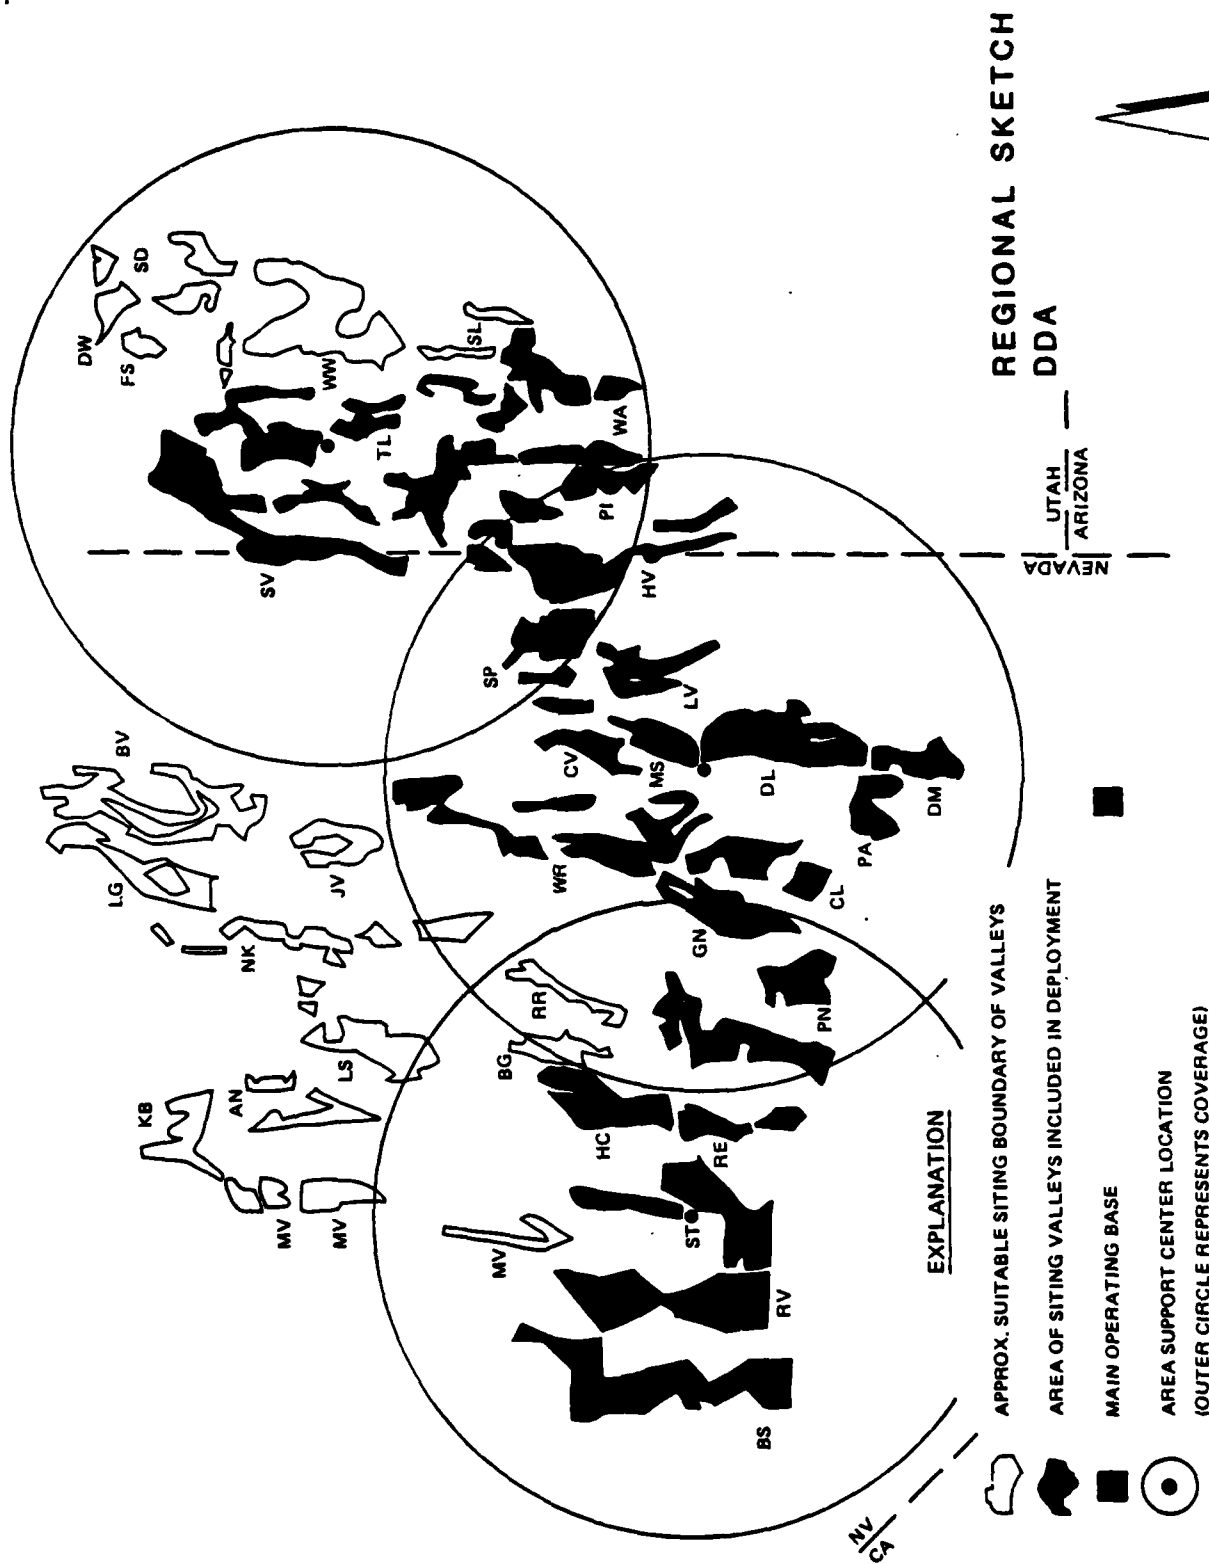 REGIONAL SKETCH
DDA
DW
SD
FS
WW
SL
TL
WA
SV
PI
HV
UTAH
ARIZONA
NEVADA
SP
LV
BV
CV
MS
DL
DM
LG
JV
WR
PA
CL
NK
GN
RR
PN
KB
AN
LS
BG
HC
RE
MV
MV
MV
ST
RV
BS
NV
CA
EXPLANATION
APPROX. SUITABLE SITING BOUNDARY OF VALLEYS
AREA OF SITING VALLEYS INCLUDED IN DEPLOYMENT
MAIN OPERATING BASE
AREA SUPPORT CENTER LOCATION
(OUTER CIRCLE REPRESENTS COVERAGE)